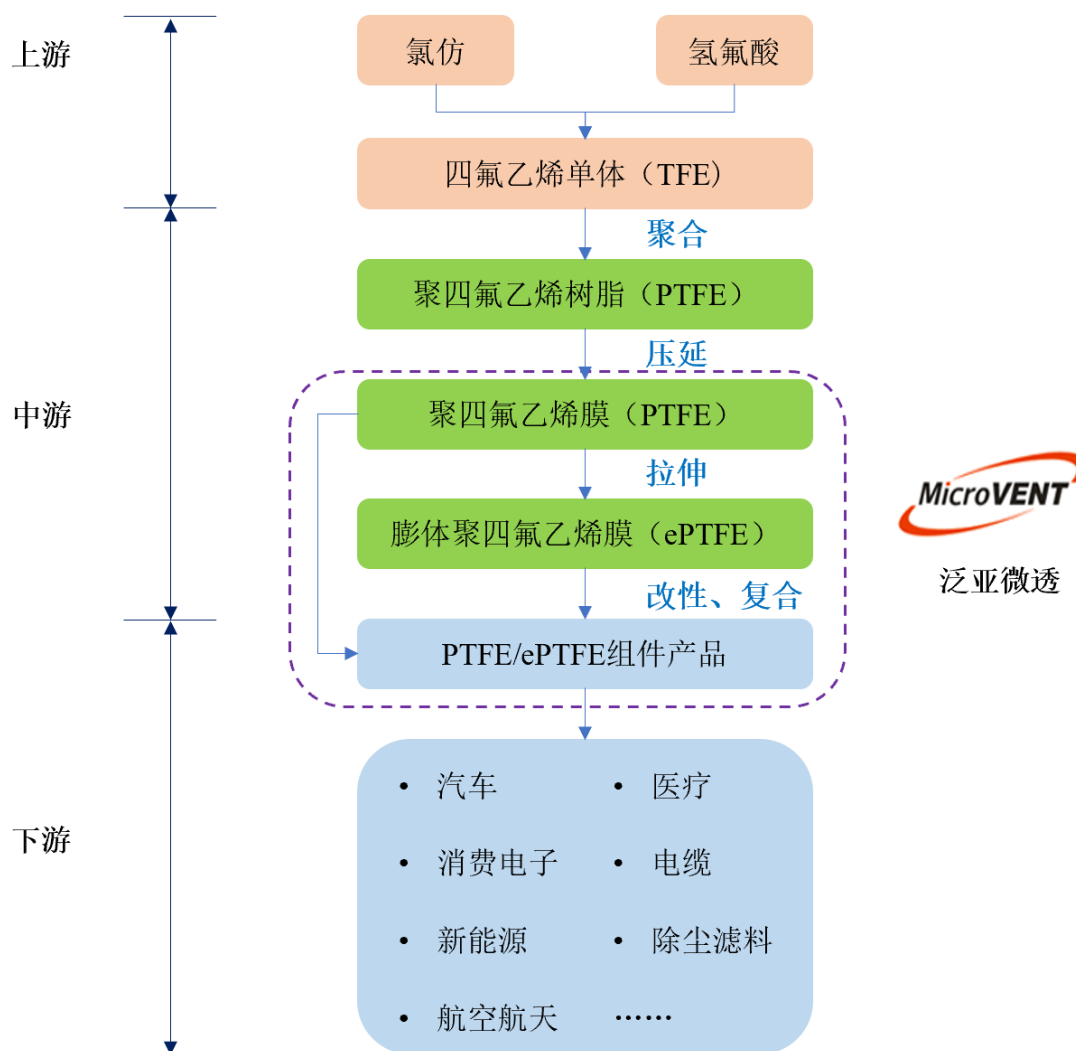 上游
氯仿
氢氟酸
四氟乙烯单体（TFE)
聚合
聚四氟乙烯树脂（PTFE）
压延
中游
聚四氟乙烯膜（PTFE）
拉伸
MicroVENT
膨体聚四氟乙烯膜（ePTFE）
泛亚微透
改性、复合
PTFE/ePTFE组件产品
下游
• 汽车
• 医疗
• 消费电子
• 电缆
• 新能源
• 除尘滤料
• 航空航天
……